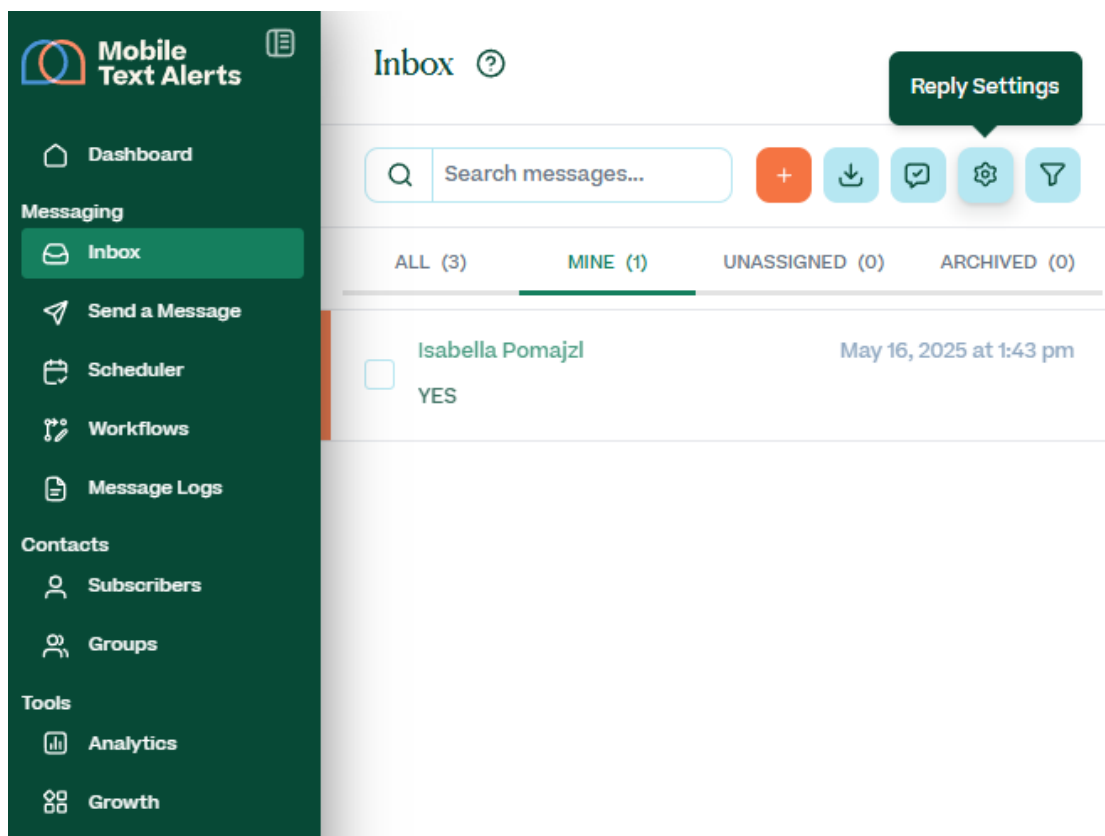 Mobile
Text Alerts
Dashboard
Messaging
Inbox
Send a Message
Scheduler
Workflows
Message Logs
Contacts
Subscribers
Groups
Tools
Analytics
Growth
Inbox
Reply Settings
Search messages...
ALL (3) MINE (1) UNASSIGNED (0) ARCHIVED (0)
Isabella Pomajzl May 16, 2025 at 1:43 pm
YES